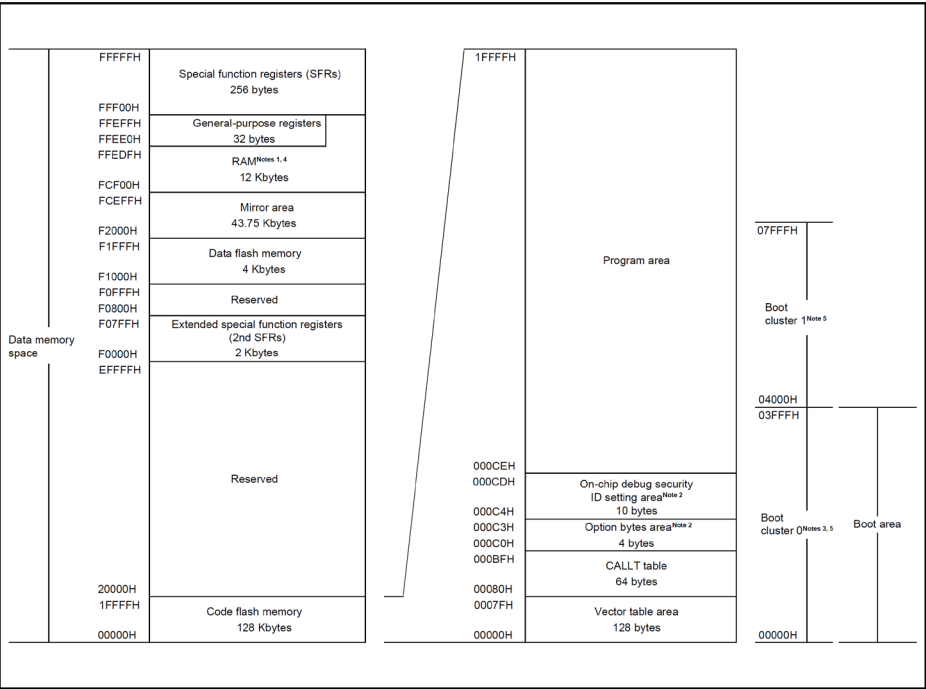 FFFFFH
Special function registers (SFRs)
256 bytes
FFF00H
FFEFFH
General-purpose registers
32 bytes
FFEE0H
FFEDFH
RAMNotes 1, 4
12 Kbytes
FCF00H
FCEFFH
Mirror area
43.75 Kbytes
F2000H
F1FFFH
Data flash memory
4 Kbytes
F1000H
F0FFFH
Reserved
F0800H
F07FFH
Extended special function registers
(2nd SFRs)
2 Kbytes
F0000H
EFFFFH
Data memory
space
Reserved
20000H
1FFFFH
Code flash memory
128 Kbytes
00000H
1FFFFH
Program area
000CEH
000CDH
On-chip debug security
ID setting areaNote 2
10 bytes
000C4H
000C3H
Option bytes areaNote 2
4 bytes
000C0H
000BFH
CALLT table
64 bytes
00080H
0007FH
Vector table area
128 bytes
00000H
07FFFH
Boot
cluster 1Note 5
04000H
03FFFH
Boot
cluster 0Notes 3, 5
Boot area
00000H